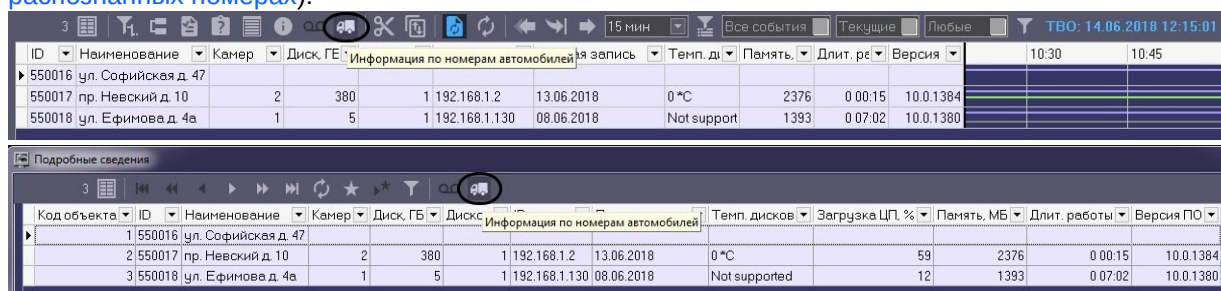 распознанных номерах).
3 15 мин Все события Текущие Любые ТВО: 14.06.2018 12:15:01
ID Наименование Камер Диск, ГБ я запись Темп. ди Память, Длит. ре Версия 10:30 10:45
Информация по номерам автомобилей
550016 ул. Софийская д. 47
550017 пр. Невский д. 10 2 380 1 192.168.1.2 13.06.2018 0 *C 2376 0 00:15 10.0.1384
550018 ул. Ефимова д. 4а 1 5 1 192.168.1.130 08.06.2018 Not support 1393 0 07:02 10.0.1380
Подробные сведения
3
Код объекта ID Наименование Камер Диск, ГБ Диско Темп. дисков Загрузка ЦП, % Память, МБ Длит. работы Версия ПО
Информация по номерам автомобилей
1 550016 ул. Софийская д. 47
2 550017 пр. Невский д. 10 2 380 1 192.168.1.2 13.06.2018 0 *C 59 2376 0 00:15 10.0.1384
3 550018 ул. Ефимова д. 4а 1 5 1 192.168.1.130 08.06.2018 Not supported 12 1393 0 07:02 10.0.1380